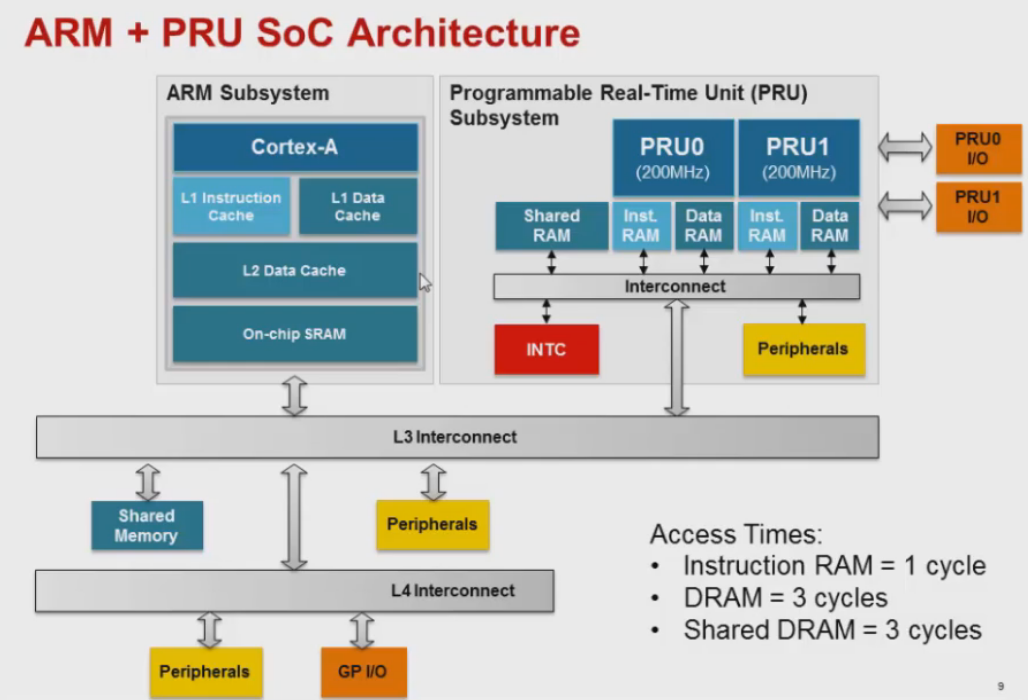 ARM + PRU SoC Architecture
ARM Subsystem
Cortex-A
L1 Instruction
Cache
L1 Data
Cache
L2 Data Cache
On-chip SRAM
Programmable Real-Time Unit (PRU)
Subsystem
PRU0
(200MHz)
PRU1
(200MHz)
Shared
RAM
Inst.
RAM
Data
RAM
Inst.
RAM
Data
RAM
Interconnect
INTC
Peripherals
PRU0
I/O
PRU1
I/O
L3 Interconnect
Shared
Memory
Peripherals
L4 Interconnect
Peripherals
GP I/O
Access Times:
• Instruction RAM = 1 cycle
• DRAM = 3 cycles
• Shared DRAM = 3 cycles
9